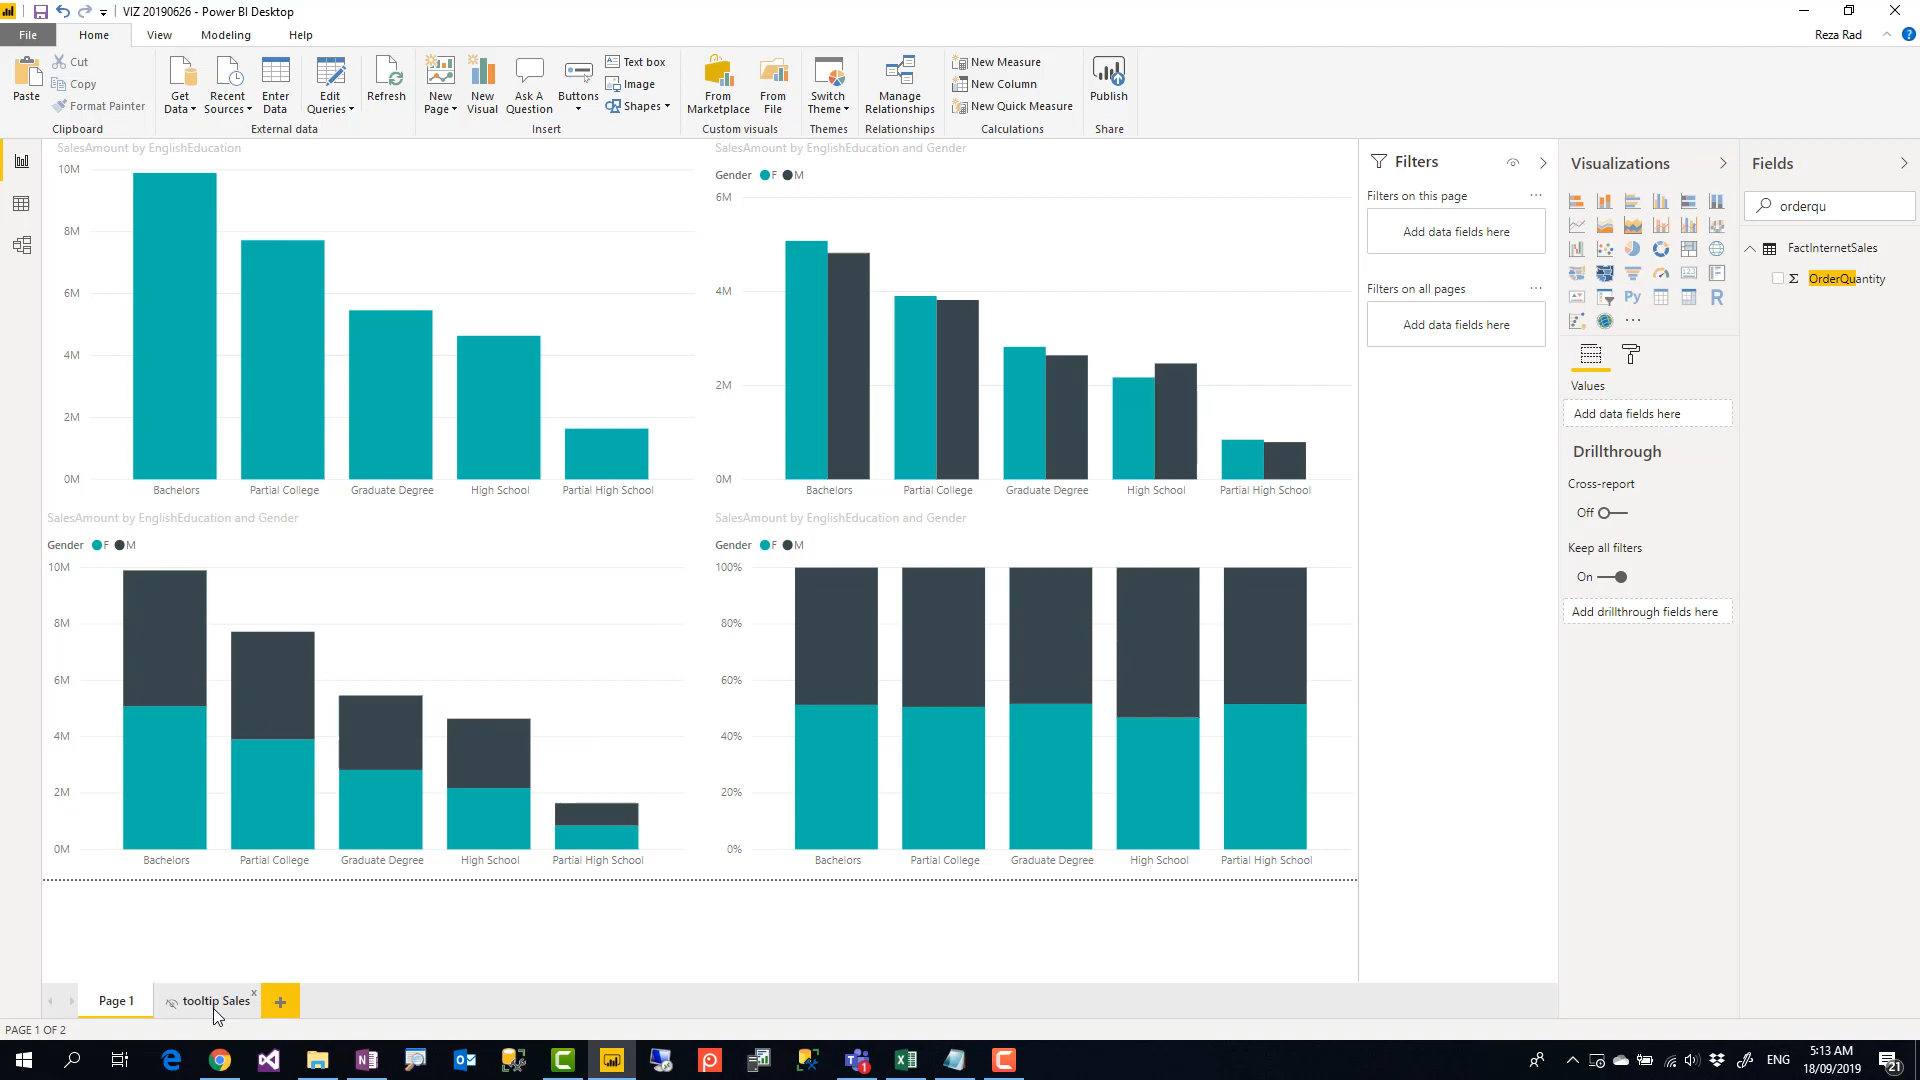 VIZ 20190626 - Power BI Desktop
File Home View Modeling Help Reza Rad
Paste
Cut
Copy
Format Painter
Clipboard
Get Data
Recent Sources
Enter Data
Edit Queries
Refresh
External data
New Page
New Visual
Ask A Question
Buttons
Text box
Image
Shapes
Insert
From Marketplace
From File
Custom visuals
Switch Theme
Themes
Manage Relationships
Relationships
New Measure
New Column
New Quick Measure
Calculations
Publish
Share
SalesAmount by EnglishEducation
10M
8M
6M
4M
2M
0M
Bachelors Partial College Graduate Degree High School Partial High School
SalesAmount by EnglishEducation and Gender
Gender F M
6M
4M
2M
0M
Bachelors Partial College Graduate Degree High School Partial High School
SalesAmount by EnglishEducation and Gender
Gender F M
10M
8M
6M
4M
2M
0M
Bachelors Partial College Graduate Degree High School Partial High School
SalesAmount by EnglishEducation and Gender
Gender F M
100%
80%
60%
40%
20%
0%
Bachelors Partial College Graduate Degree High School Partial High School
Filters
Filters on this page
Add data fields here
Filters on all pages
Add data fields here
Visualizations
Py R
Values
Add data fields here
Drillthrough
Cross-report
Off
Keep all filters
On
Add drillthrough fields here
Fields
orderqu
FactInternetSales
Σ OrderQuantity
Page 1 tooltip Sales
PAGE 1 OF 2
ENG
5:13 AM
18/09/2019
21